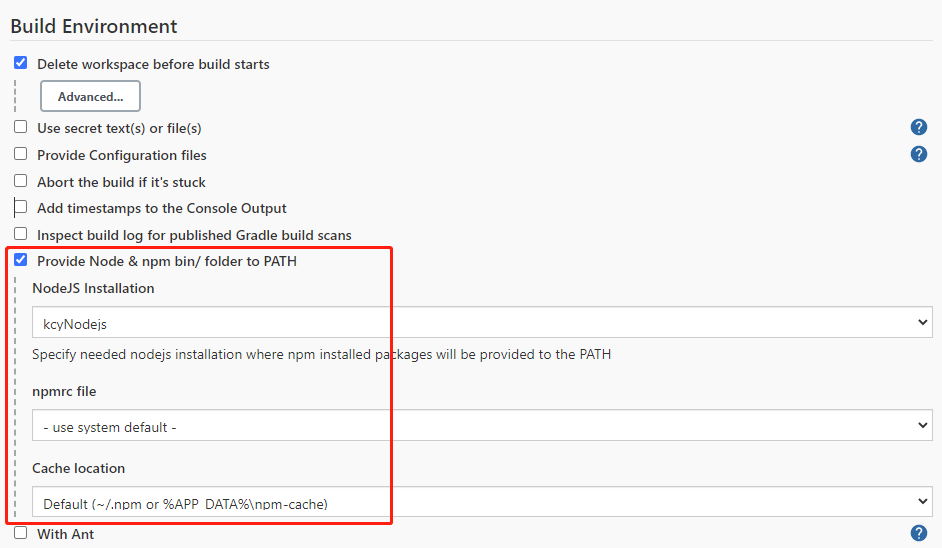 Build Environment
Delete workspace before build starts
Advanced...
Use secret text(s) or file(s)
?
Provide Configuration files
?
Abort the build if it's stuck
Add timestamps to the Console Output
Inspect build log for published Gradle build scans
Provide Node & npm bin/ folder to PATH
NodeJS Installation
kcyNodejs
Specify needed nodejs installation where npm installed packages will be provided to the PATH
npmrc file
- use system default -
Cache location
Default (~/.npm or %APP_DATA%\npm-cache)
With Ant
?